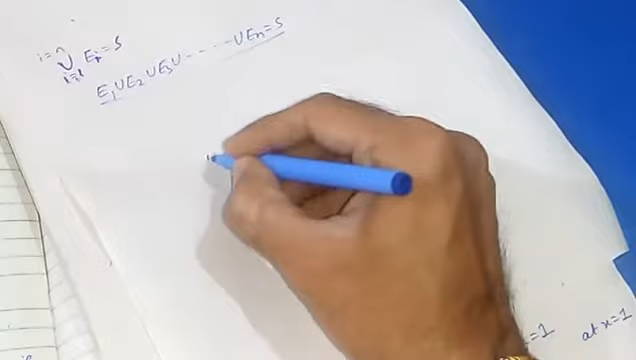 i=n
∪ Ei = S
i=1
E₁∪E₂∪E₃∪-----∪Eₙ=S
=1 at x=1